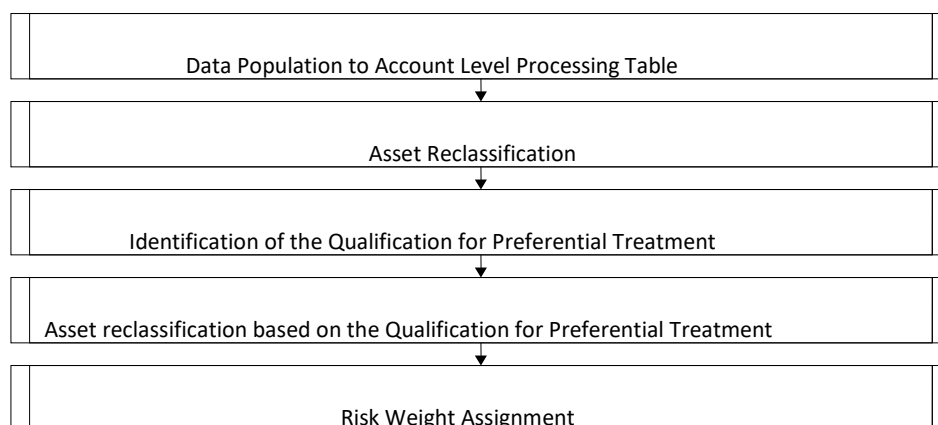 Data Population to Account Level Processing Table
Asset Reclassification
Identification of the Qualification for Preferential Treatment
Asset reclassification based on the Qualification for Preferential Treatment
Risk Weight Assignment